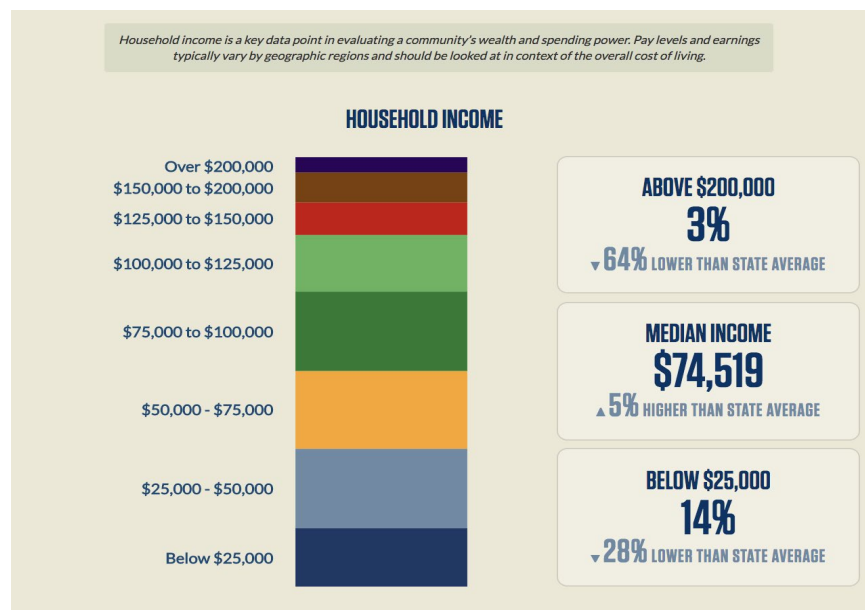 Household income is a key data point in evaluating a community's wealth and spending power. Pay levels and earnings
typically vary by geographic regions and should be looked at in context of the overall cost of living.
HOUSEHOLD INCOME
Over $200,000
$150,000 to $200,000
$125,000 to $150,000
$100,000 to $125,000
$75,000 to $100,000
$50,000 - $75,000
$25,000 - $50,000
Below $25,000
ABOVE $200,000
3%
▼64% LOWER THAN STATE AVERAGE
MEDIAN INCOME
$74,519
▲5% HIGHER THAN STATE AVERAGE
BELOW $25,000
14%
▼28% LOWER THAN STATE AVERAGE